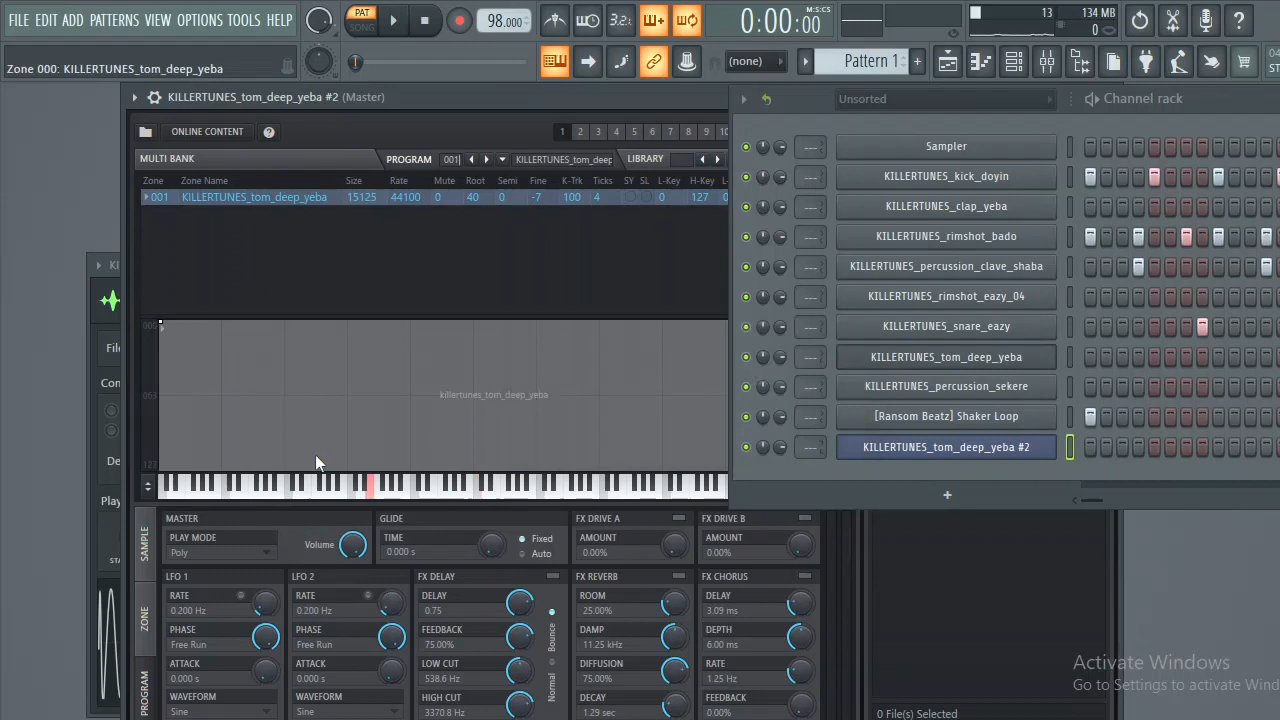 FILE EDIT ADD PATTERNS VIEW OPTIONS TOOLS HELP
PAT
SONG
98.000
3.2.
0:00:00
M:S:CS
13
134 MB
0
Zone 000: KILLERTUNES_tom_deep_yeba
(none)
Pattern 1
KILLERTUNES_tom_deep_yeba #2 (Master)
ONLINE CONTENT
1 2 3 4 5 6 7 8 9 10
MULTI BANK
PROGRAM 001 KILLERTUNES_tom_deep
LIBRARY
Zone Zone Name Size Rate Mute Root Semi Fine K-Trk Ticks SY SL L-Key H-Key
001 KILLERTUNES_tom_deep_yeba 15125 44100 0 40 0 -7 100 4 0 127
000
063
127
killertunes_tom_deep_yeba
SAMPLE
ZONE
PROGRAM
MASTER
PLAY MODE
Poly
Volume
GLIDE
TIME
0.000 s
Fixed
Auto
FX DRIVE A
AMOUNT
0.00%
FX DRIVE B
AMOUNT
0.00%
LFO 1
RATE
0.200 Hz
PHASE
Free Run
ATTACK
0.000 s
WAVEFORM
Sine
LFO 2
RATE
0.200 Hz
PHASE
Free Run
ATTACK
0.000 s
WAVEFORM
Sine
FX DELAY
DELAY
0.75
FEEDBACK
75.00%
LOW CUT
538.6 Hz
HIGH CUT
3370.8 Hz
Bounce
Normal
FX REVERB
ROOM
25.00%
DAMP
11.25 kHz
DIFFUSION
75.00%
DECAY
1.29 sec
FX CHORUS
DELAY
3.09 ms
DEPTH
6.00 ms
RATE
1.25 Hz
FEEDBACK
0.00%
Unsorted
Channel rack
Sampler
KILLERTUNES_kick_doyin
KILLERTUNES_clap_yeba
KILLERTUNES_rimshot_bado
KILLERTUNES_percussion_clave_shaba
KILLERTUNES_rimshot_eazy_04
KILLERTUNES_snare_eazy
KILLERTUNES_tom_deep_yeba
KILLERTUNES_percussion_sekere
[Ransom Beatz] Shaker Loop
KILLERTUNES_tom_deep_yeba #2
+
Activate Windows
Go to Settings to activate Wind
0 File(s) Selected